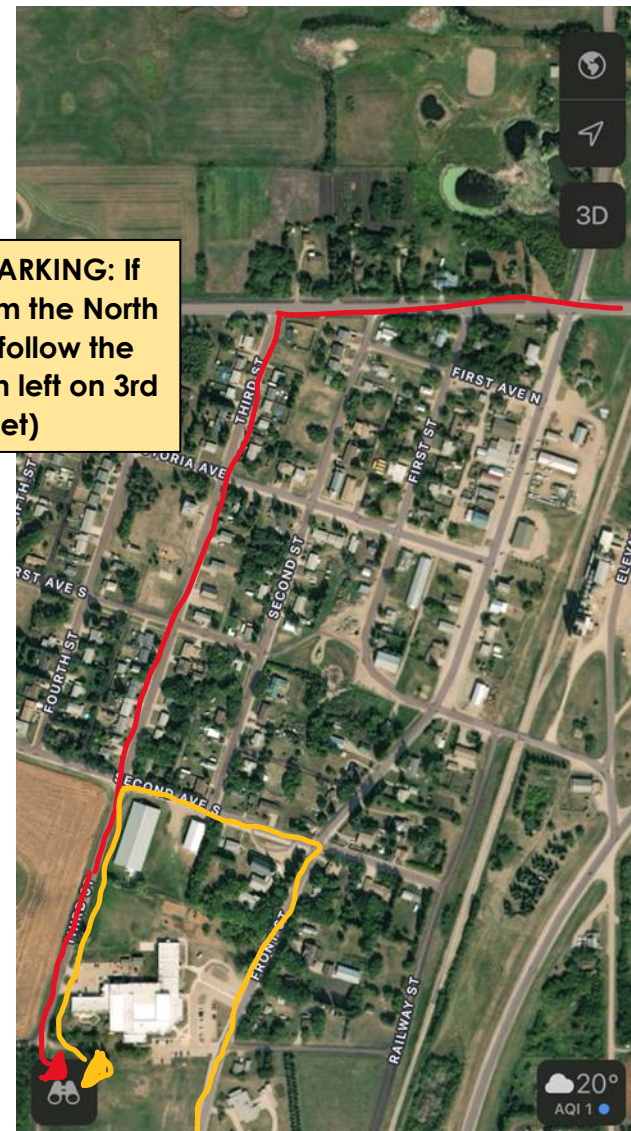 3D
ARKING: If
m the North
follow the
left on 3rd
et)
THIRD ST
FIRST AVE N
FIRST ST
TORIA AVE
SECOND ST
RST AVE S
FOURTH ST
SECOND AVE S
FRONT ST
RAILWAY ST
20°
AQI 1